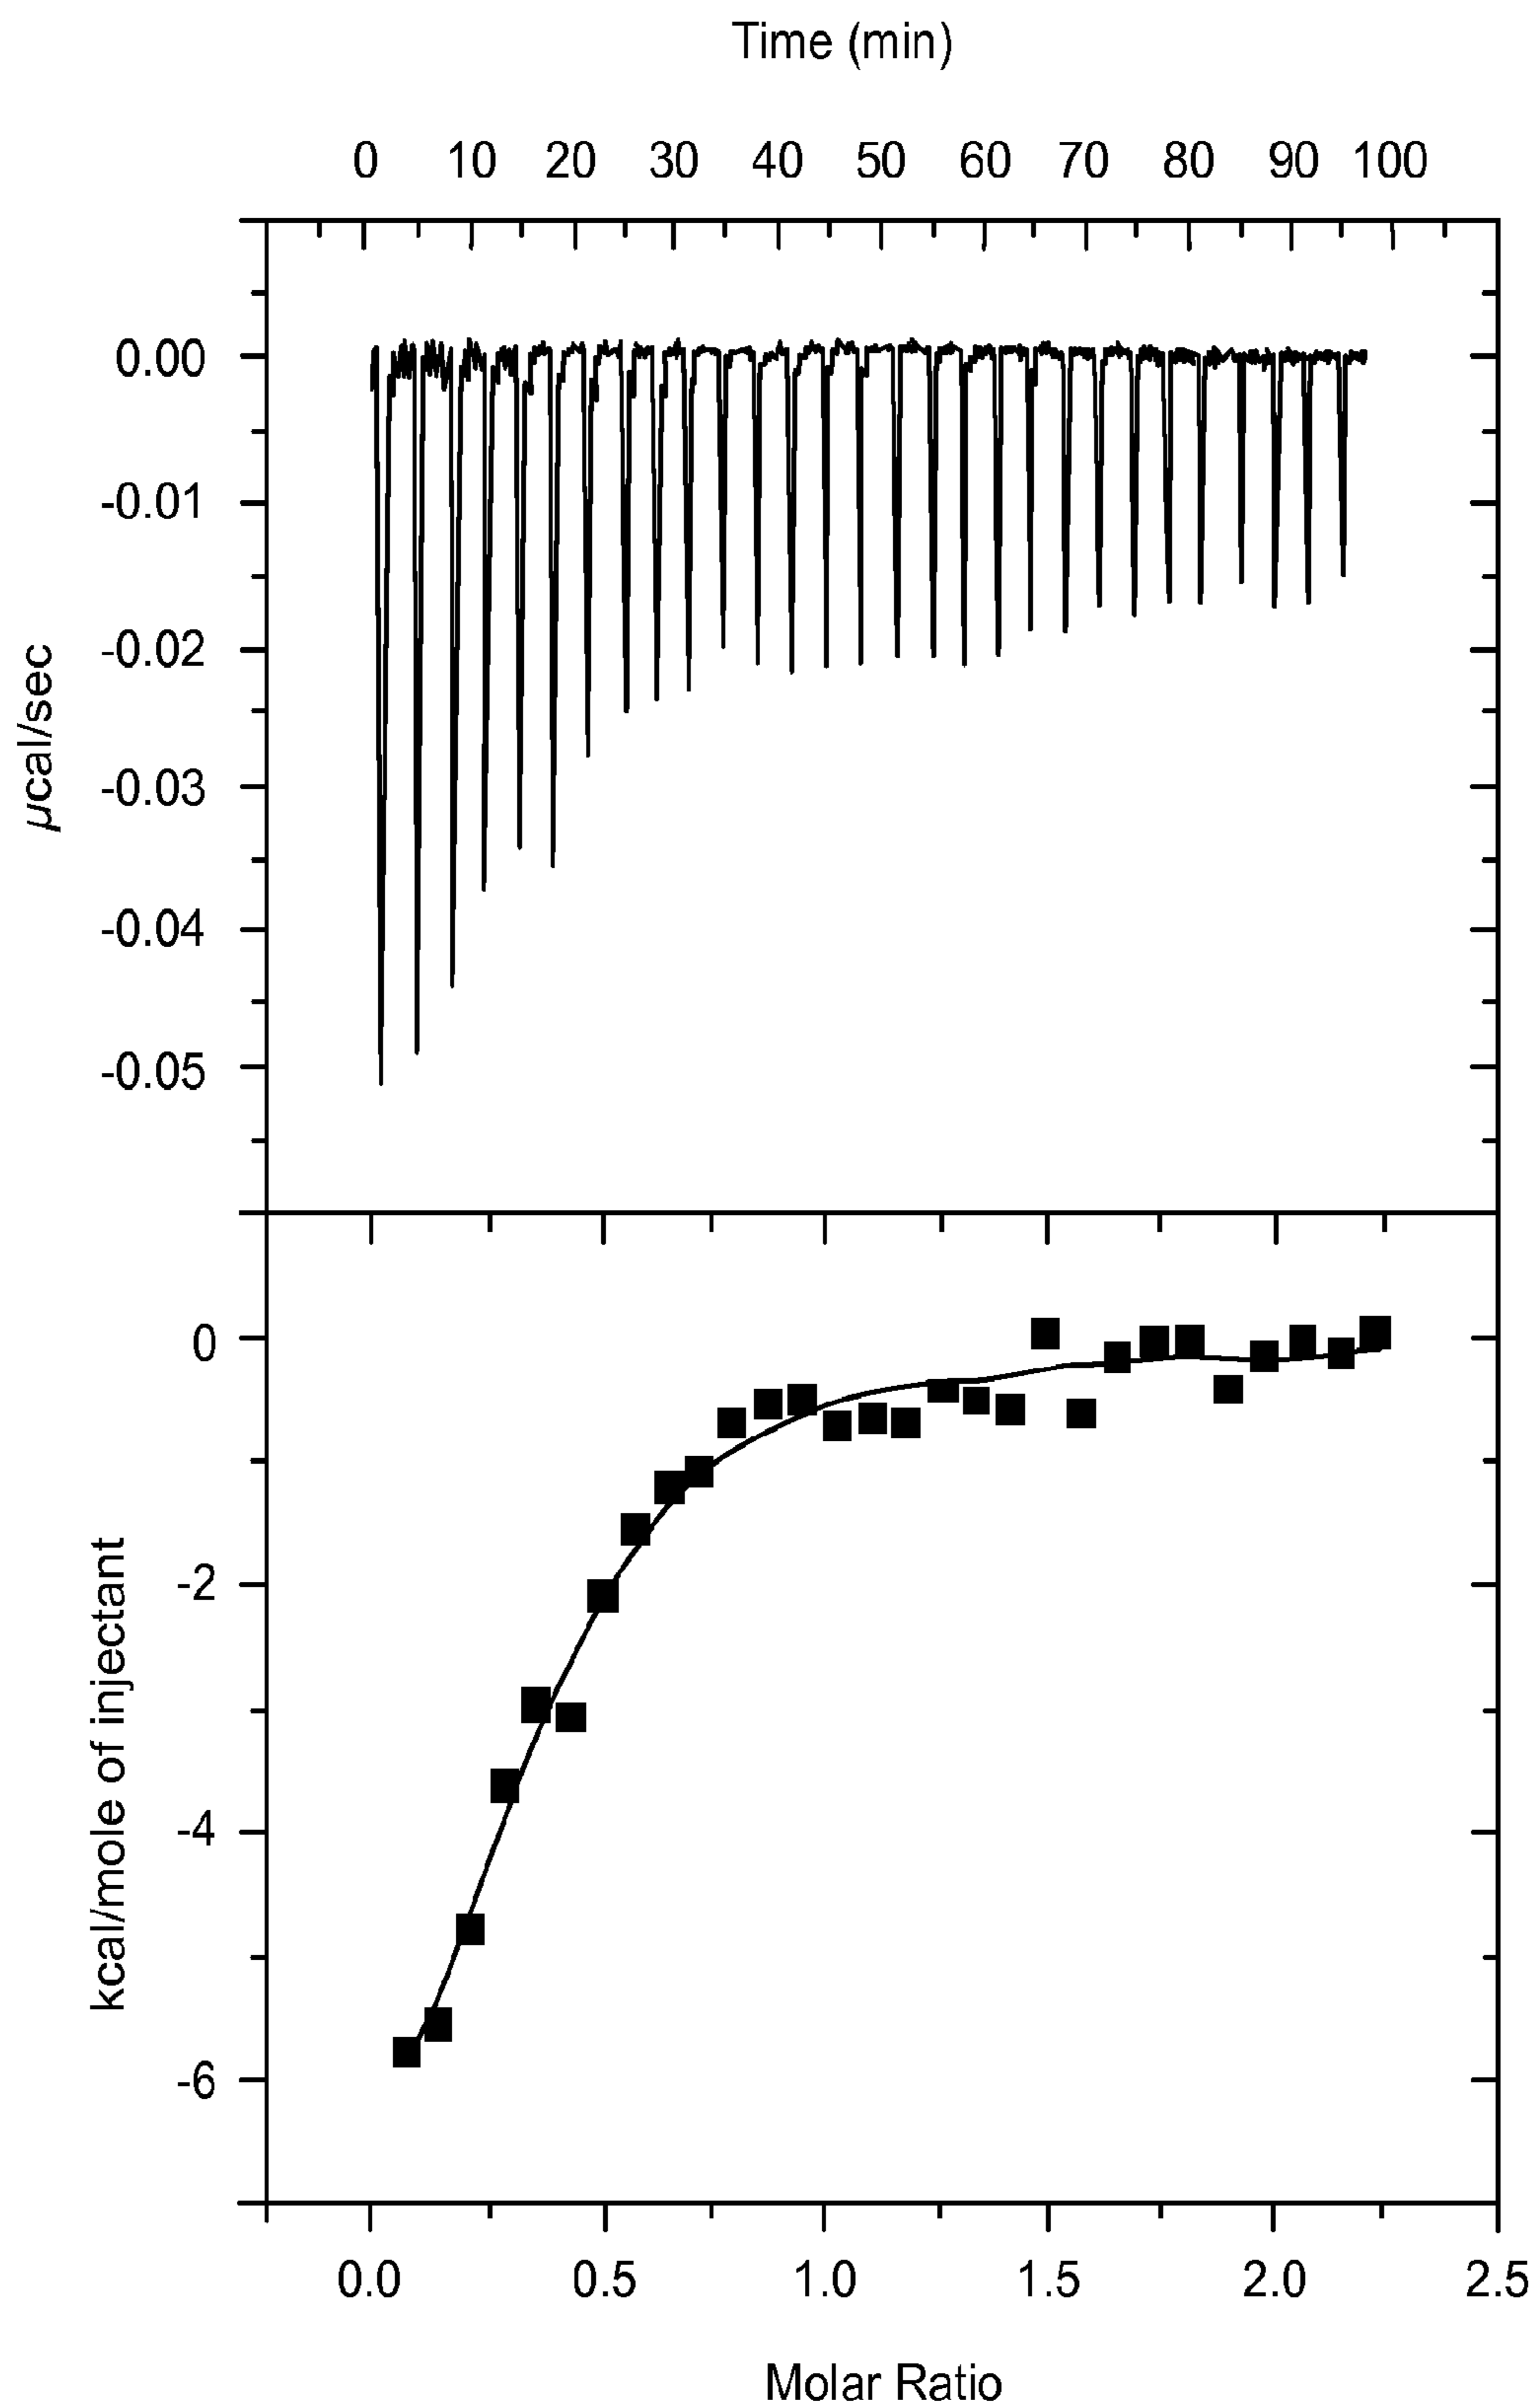 Time (min)
0 10 20 30 40 50 60 70 80 90 100
0.00
-0.01
-0.02
-0.03
-0.04
-0.05
µcal/sec
0
-2
-4
-6
kcal/mole of injectant
0.0 0.5 1.0 1.5 2.0 2.5
Molar Ratio